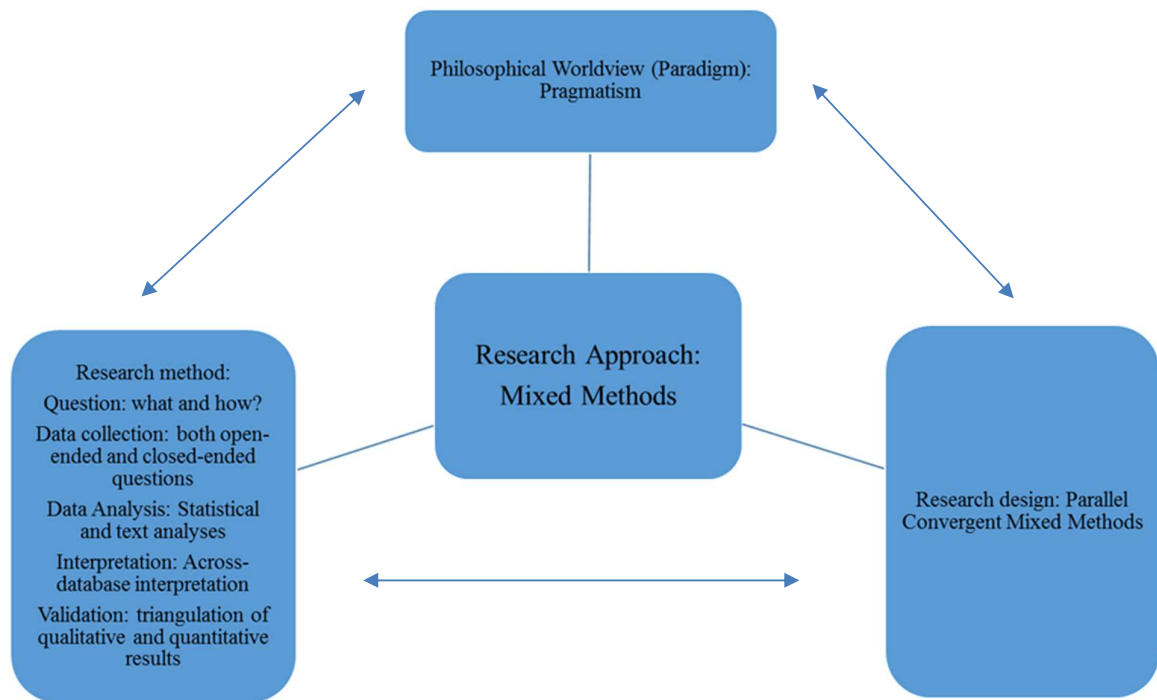 Philosophical Worldview (Paradigm):
Pragmatism
Research Approach:
Mixed Methods
Research method:
Question: what and how?
Data collection: both open-
ended and closed-ended
questions
Data Analysis: Statistical
and text analyses
Interpretation: Across-
database interpretation
Validation: triangulation of
qualitative and quantitative
results
Research design: Parallel
Convergent Mixed Methods